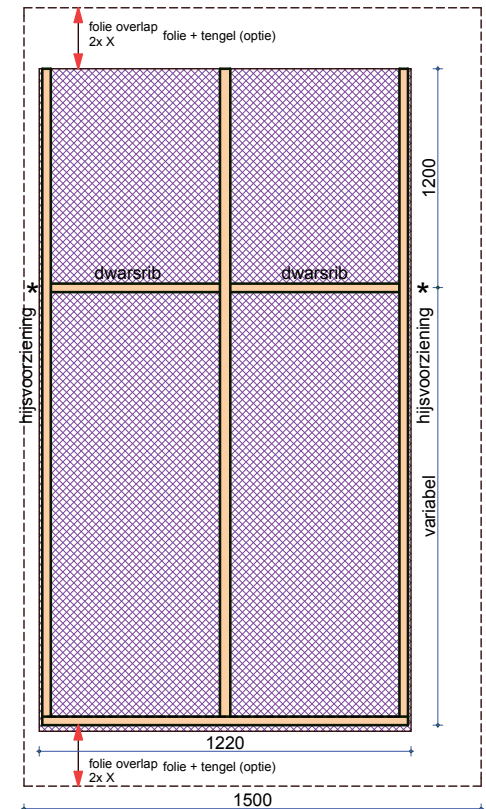 folie overlap
2x X
folie + tengel (optie)
1200
dwarsrib
dwarsrib
*
*
hijsvoorziening
hijsvoorziening
variabel
1220
folie overlap
2x X
folie + tengel (optie)
1500